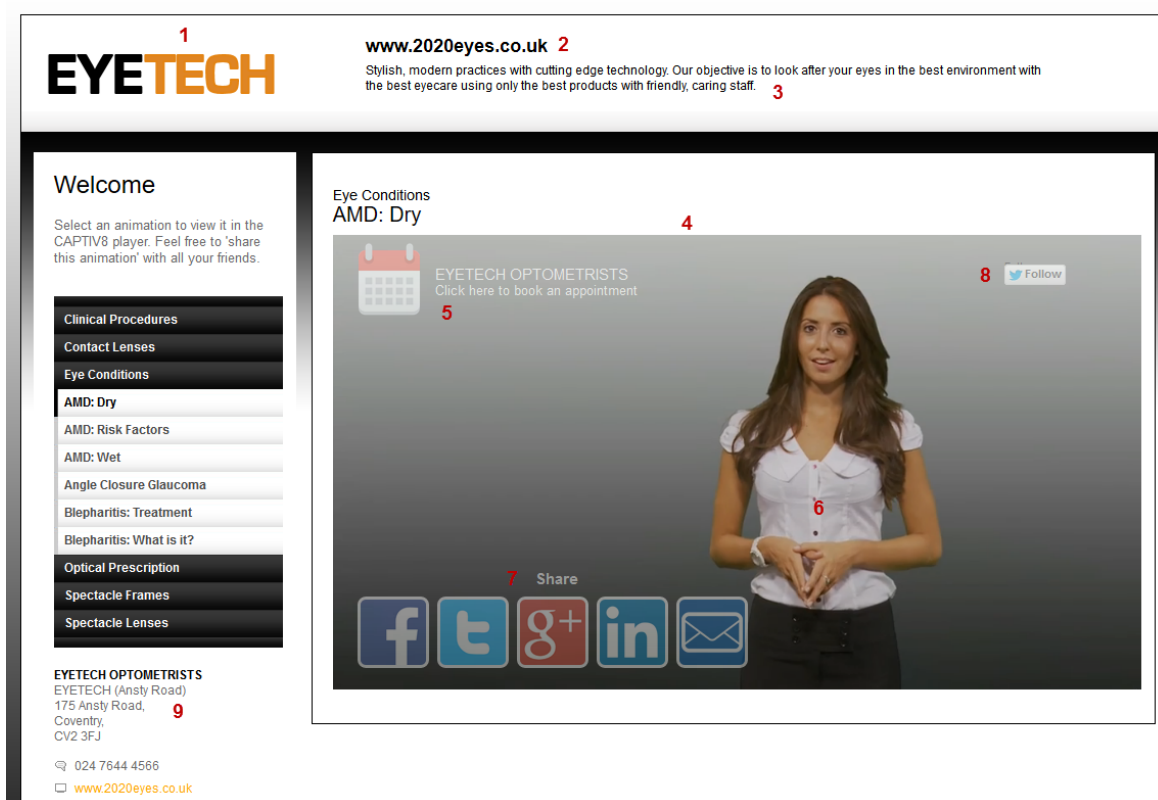 1
EYETECH
www.2020eyes.co.uk 2
Stylish, modern practices with cutting edge technology. Our objective is to look after your eyes in the best environment with
the best eyecare using only the best products with friendly, caring staff. 3
Welcome
Select an animation to view it in the
CAPTIV8 player. Feel free to 'share
this animation' with all your friends.
Clinical Procedures
Contact Lenses
Eye Conditions
AMD: Dry
AMD: Risk Factors
AMD: Wet
Angle Closure Glaucoma
Blepharitis: Treatment
Blepharitis: What is it?
Optical Prescription
Spectacle Frames
Spectacle Lenses
EYETECH OPTOMETRISTS
EYETECH (Ansty Road)
175 Ansty Road,
9
Coventry,
CV2 3FJ
024 7644 4566
www.2020eyes.co.uk
Eye Conditions
AMD: Dry
4
EYETECH OPTOMETRISTS
Click here to book an appointment
5
8 Follow
6
7 Share
f t g+ in